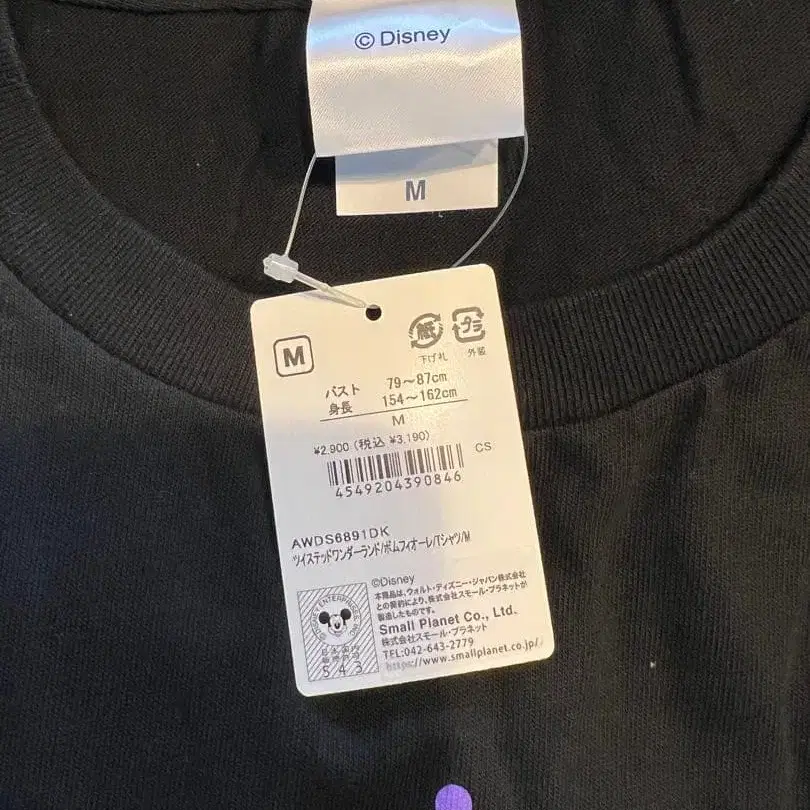 © Disney
M
M
紙
下げ札
プラ
外装
バスト 79～87cm
身長 154～162cm
M
¥2,900 (税込 ¥3,190)
CS
4549204390846
AWDS6891DK
ツイステッドワンダーランド/ポムフィオーレ/Tシャツ/M
©Disney
本商品は、ウォルト・ディズニー・ジャパン株式会社
との契約により、株式会社スモール・プラネットが
製造したものです。
Small Planet Co., Ltd.
株式会社スモール・プラネット
TEL:042-643-2779
https://www.smallplanet.co.jp/
DISNEY ENTERPRISES, INC.
543